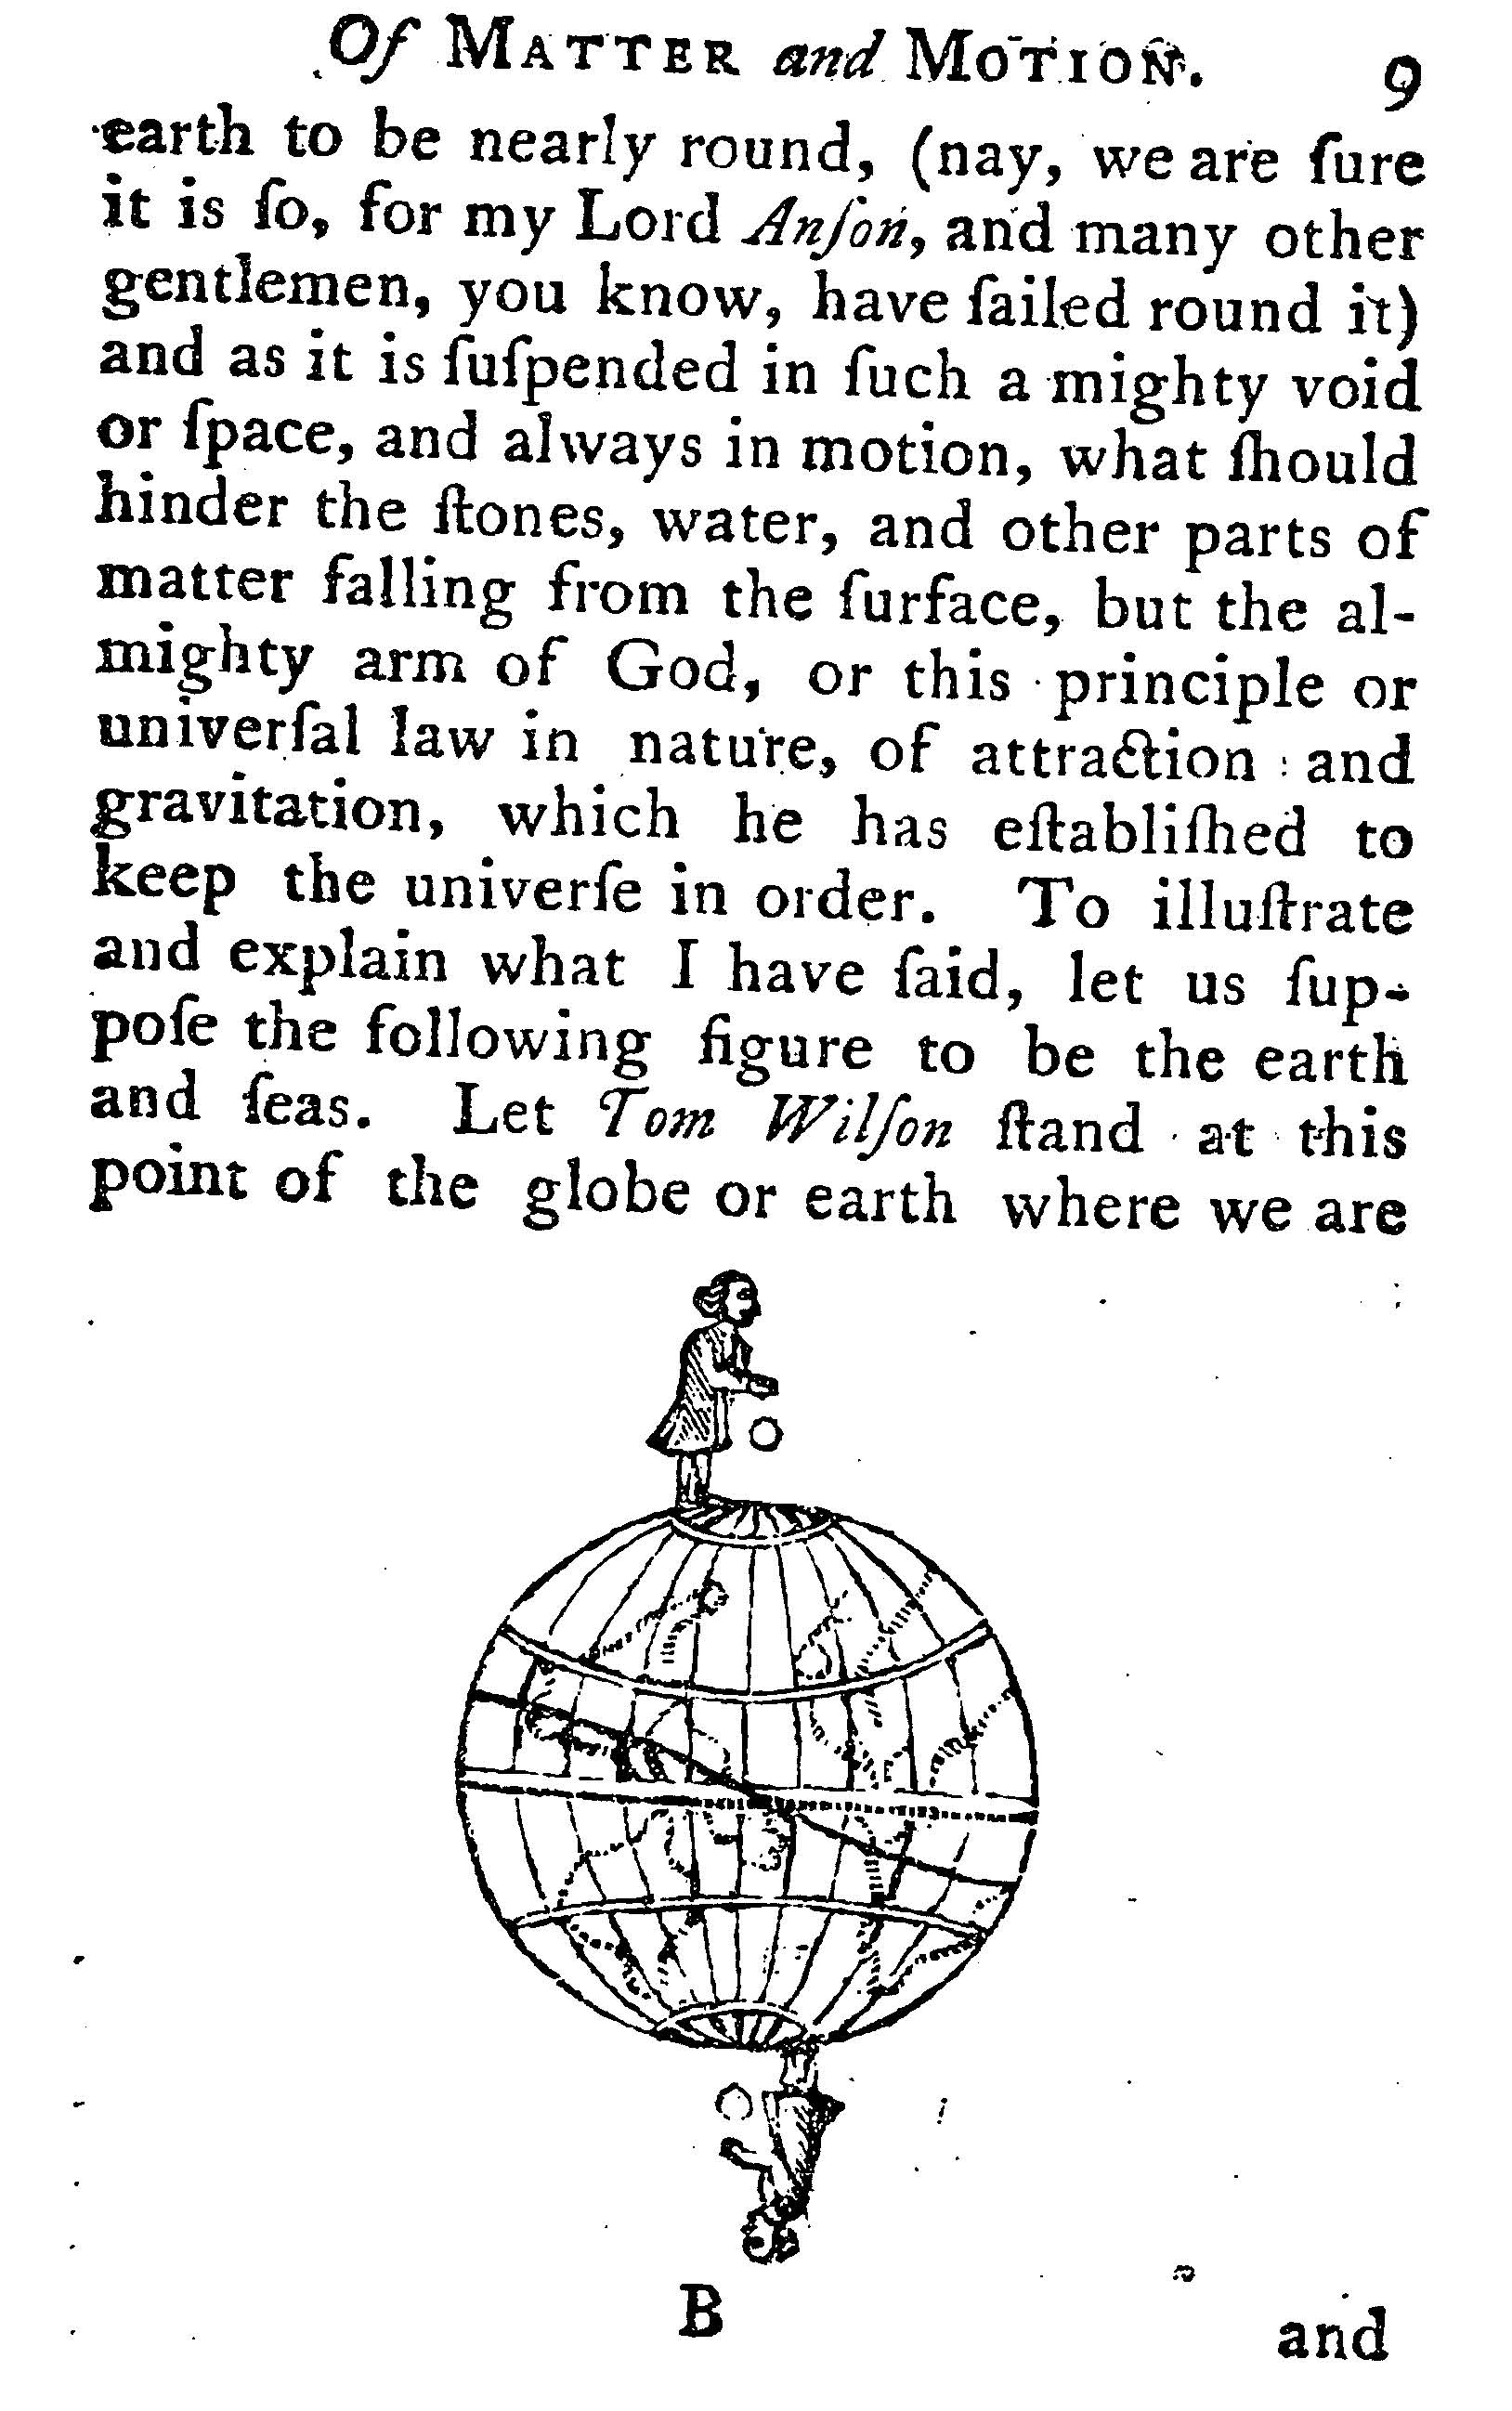 Of MATTER and MOTION. 9
earth to be nearly round, (nay, we are ſure
it is ſo, for my Lord Anſon, and many other
gentlemen, you know, have ſailed round it)
and as it is ſuſpended in ſuch a mighty void
or ſpace, and always in motion, what ſhould
hinder the ſtones, water, and other parts of
matter falling from the ſurface, but the al-
mighty arm of God, or this principle or
univerſal law in nature, of attraction and
gravitation, which he has eſtabliſhed to
keep the univerſe in order. To illuſtrate
and explain what I have ſaid, let us ſup-
poſe the following figure to be the earth
and ſeas. Let Tom Wilſon ſtand at this
point of the globe or earth where we are
B
and